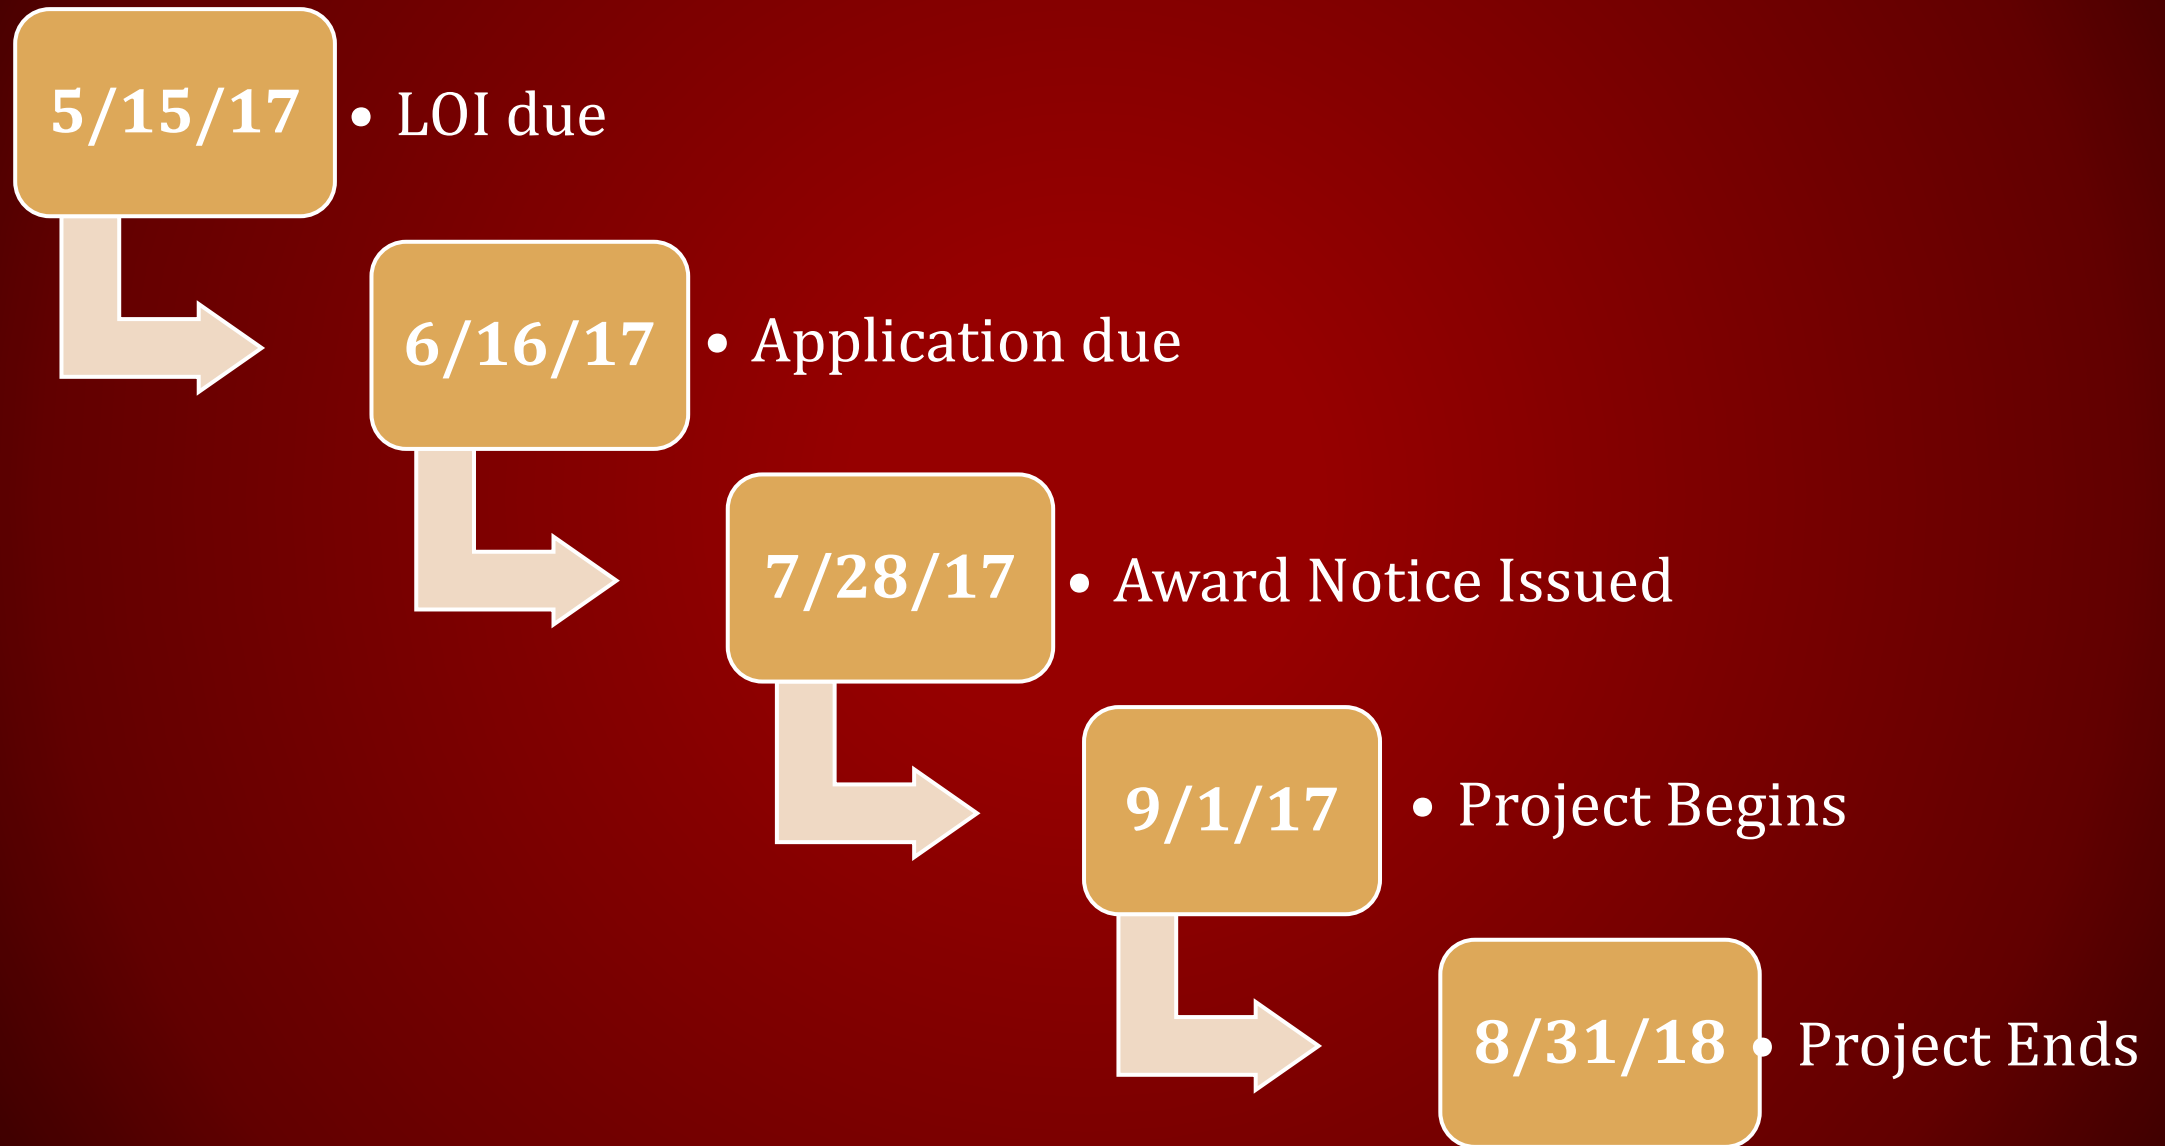 5/15/17
• LOI due
6/16/17
• Application due
7/28/17
• Award Notice Issued
9/1/17
• Project Begins
8/31/18
• Project Ends